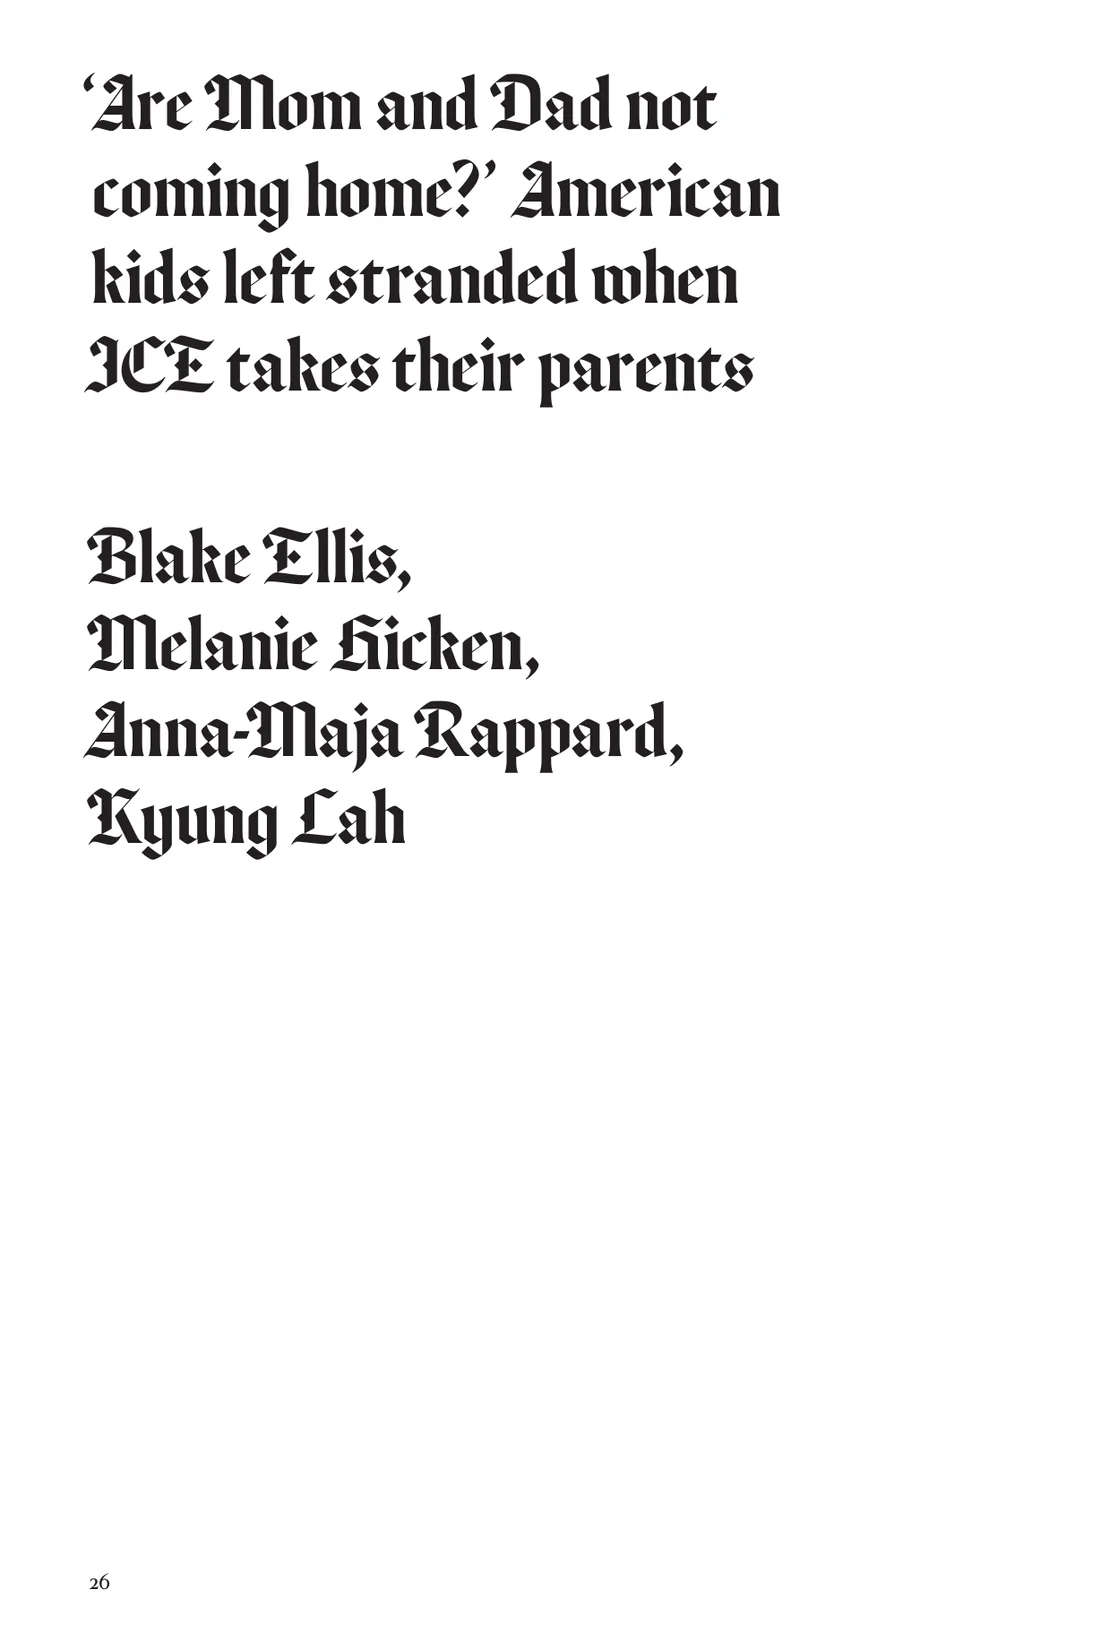 ‘Are Mom and Dad not
coming home?’ American
kids left stranded when
ICE takes their parents
Blake Ellis,
Melanie Hicken,
Anna-Maja Rappard,
Kyung Lah
26